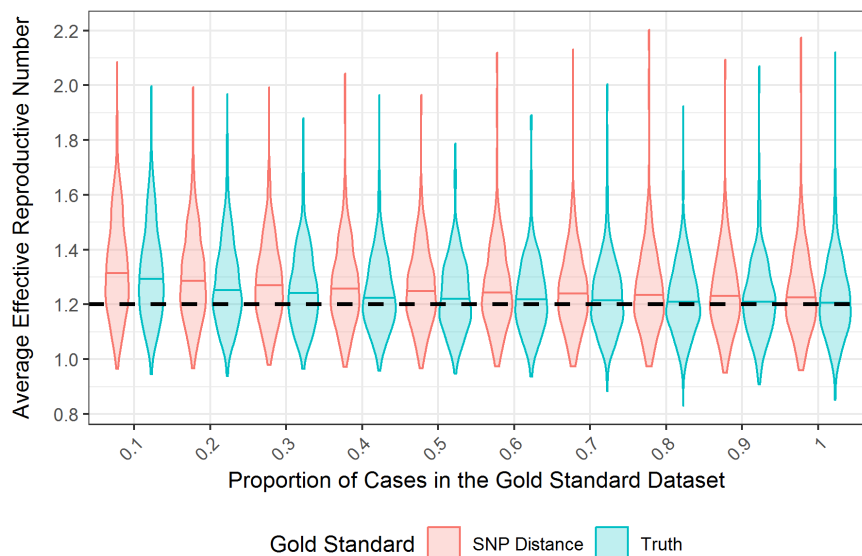 Average Effective Reproductive Number
2.2
2.0
1.8
1.6
1.4
1.2
1.0
0.8
0.1 0.2 0.3 0.4 0.5 0.6 0.7 0.8 0.9 1
Proportion of Cases in the Gold Standard Dataset
Gold Standard SNP Distance Truth